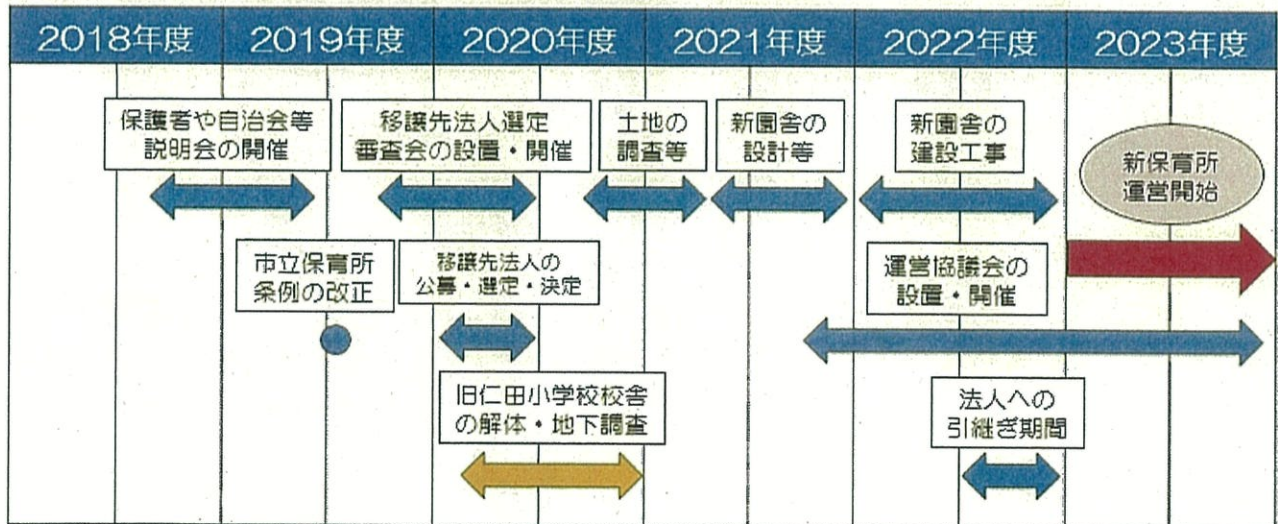 2018年度 2019年度 2020年度 2021年度 2022年度 2023年度
保護者や自治会等
説明会の開催
移譲先法人選定
審査会の設置・開催
土地の
調査等
新園舎の
設計等
新園舎の
建設工事
新保育所
運営開始
市立保育所
条例の改正
移譲先法人の
公募・選定・決定
運営協議会の
設置・開催
旧仁田小学校校舎
の解体・地下調査
法人への
引継ぎ期間